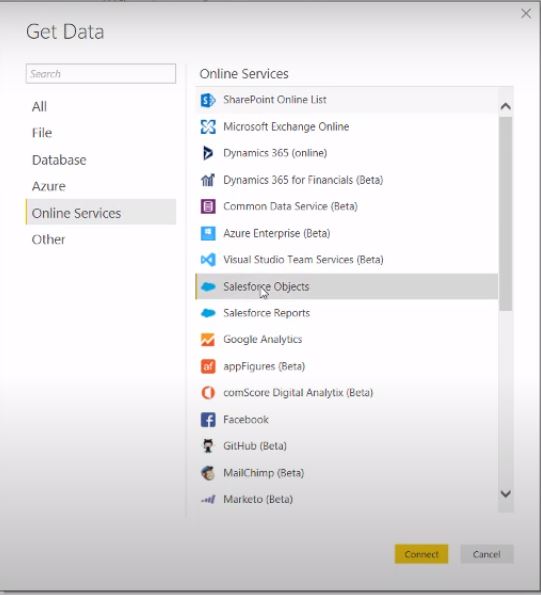 Get Data
Search
All
File
Database
Azure
Online Services
Other
Online Services
SharePoint Online List
Microsoft Exchange Online
Dynamics 365 (online)
Dynamics 365 for Financials (Beta)
Common Data Service (Beta)
Azure Enterprise (Beta)
Visual Studio Team Services (Beta)
Salesforce Objects
Salesforce Reports
Google Analytics
af
appFigures (Beta)
comScore Digital Analytix (Beta)
Facebook
GitHub (Beta)
MailChimp (Beta)
Marketo (Beta)
Connect
Cancel